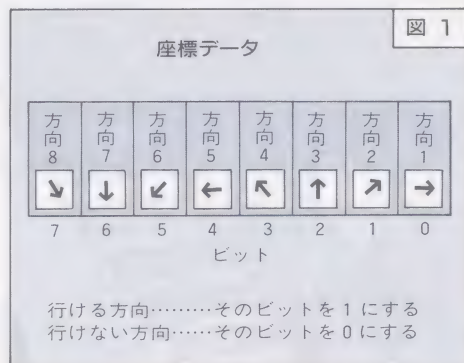 図 1
座標データ
方向8 方向7 方向6 方向5 方向4 方向3 方向2 方向1
↘ ↓ ↙ ← ↖ ↑ ↗ →
7 6 5 4 3 2 1 0
ビット
行ける方向………そのビットを1にする
行けない方向……そのビットを0にする